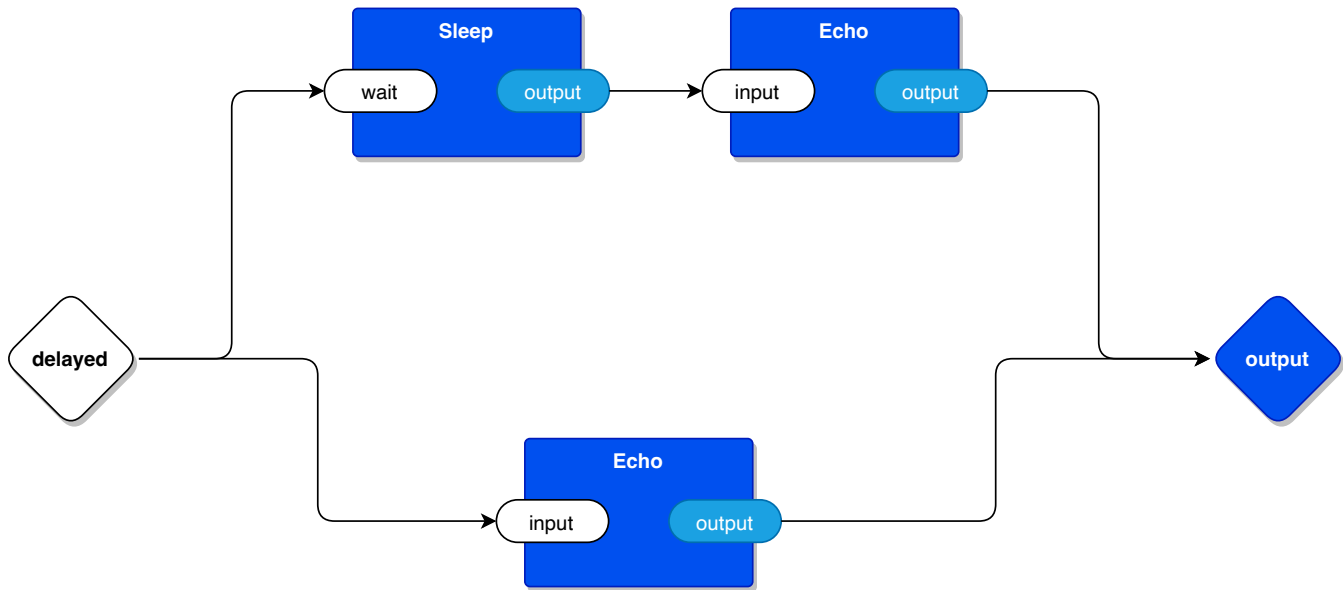 Sleep
wait
output
Echo
input
output
delayed
output
Echo
input
output